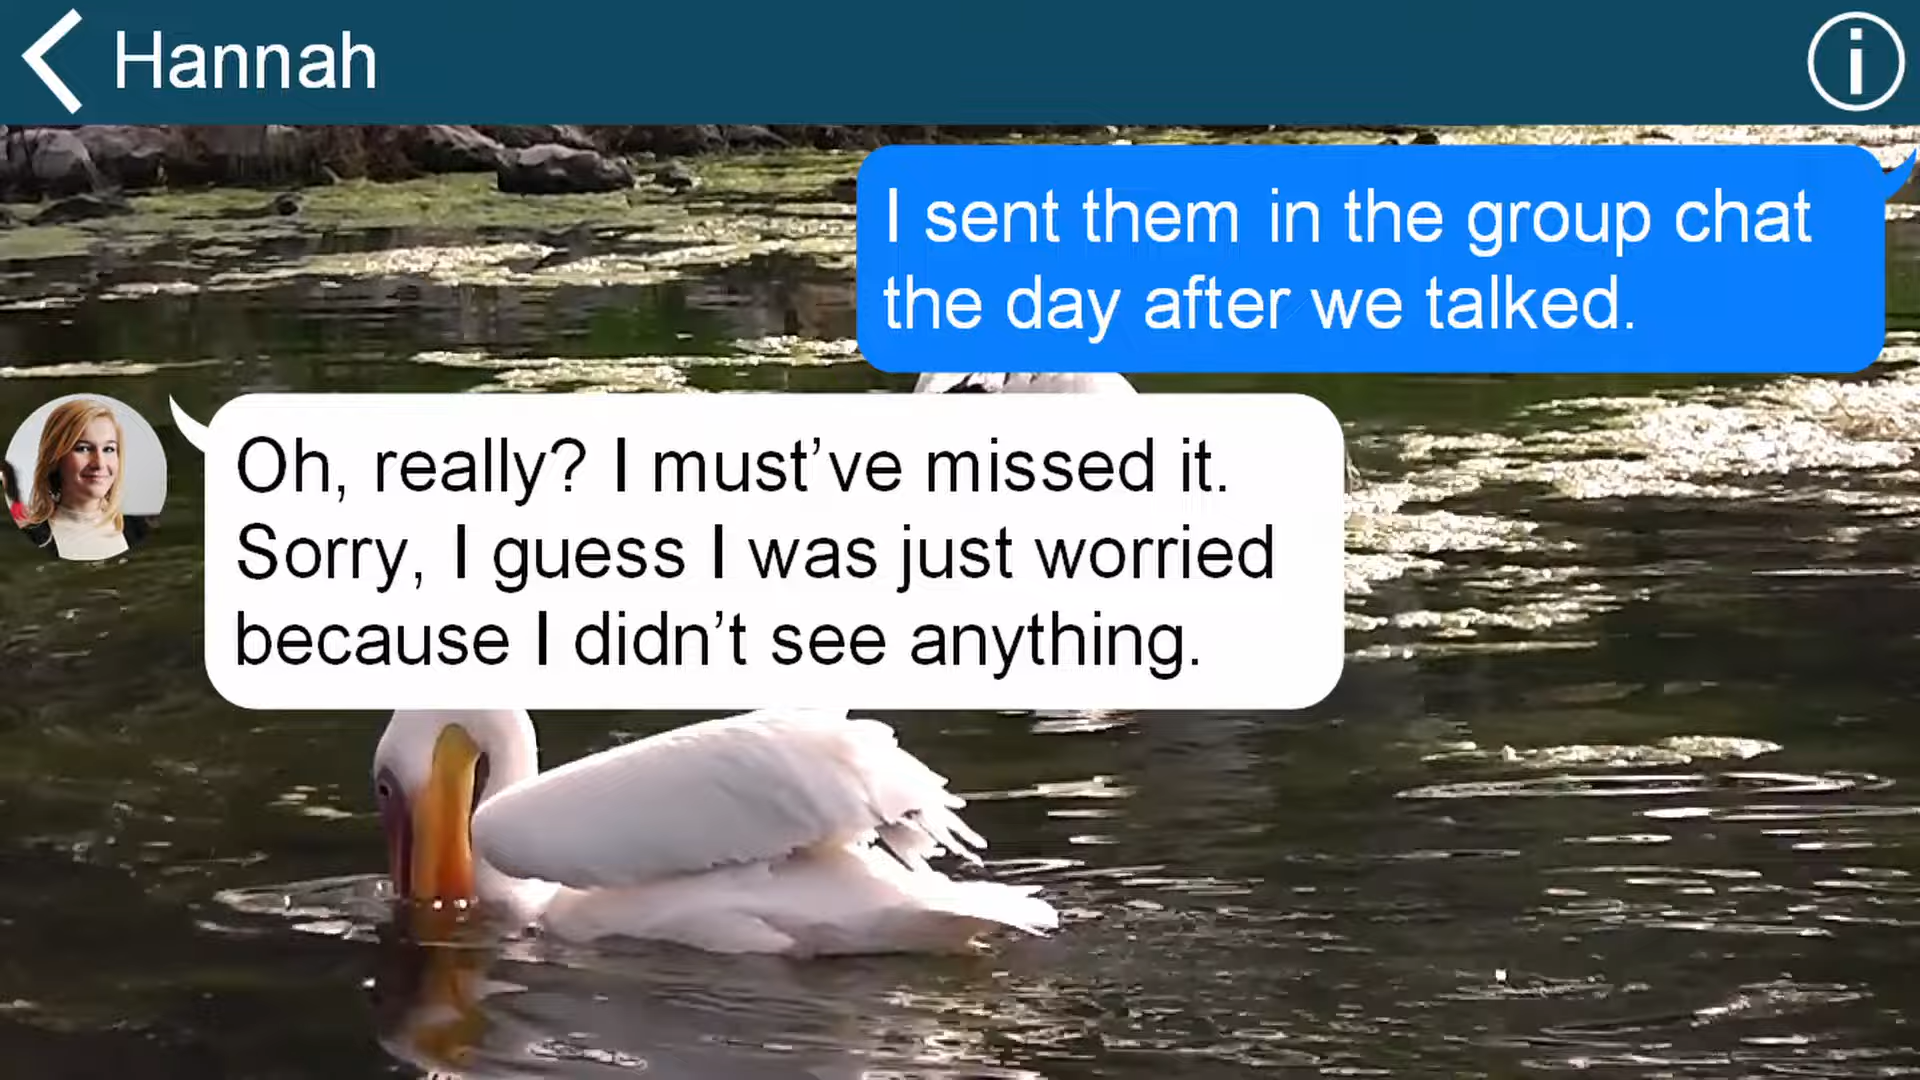 Hannah
I sent them in the group chat
the day after we talked.
Oh, really? I must’ve missed it.
Sorry, I guess I was just worried
because I didn’t see anything.